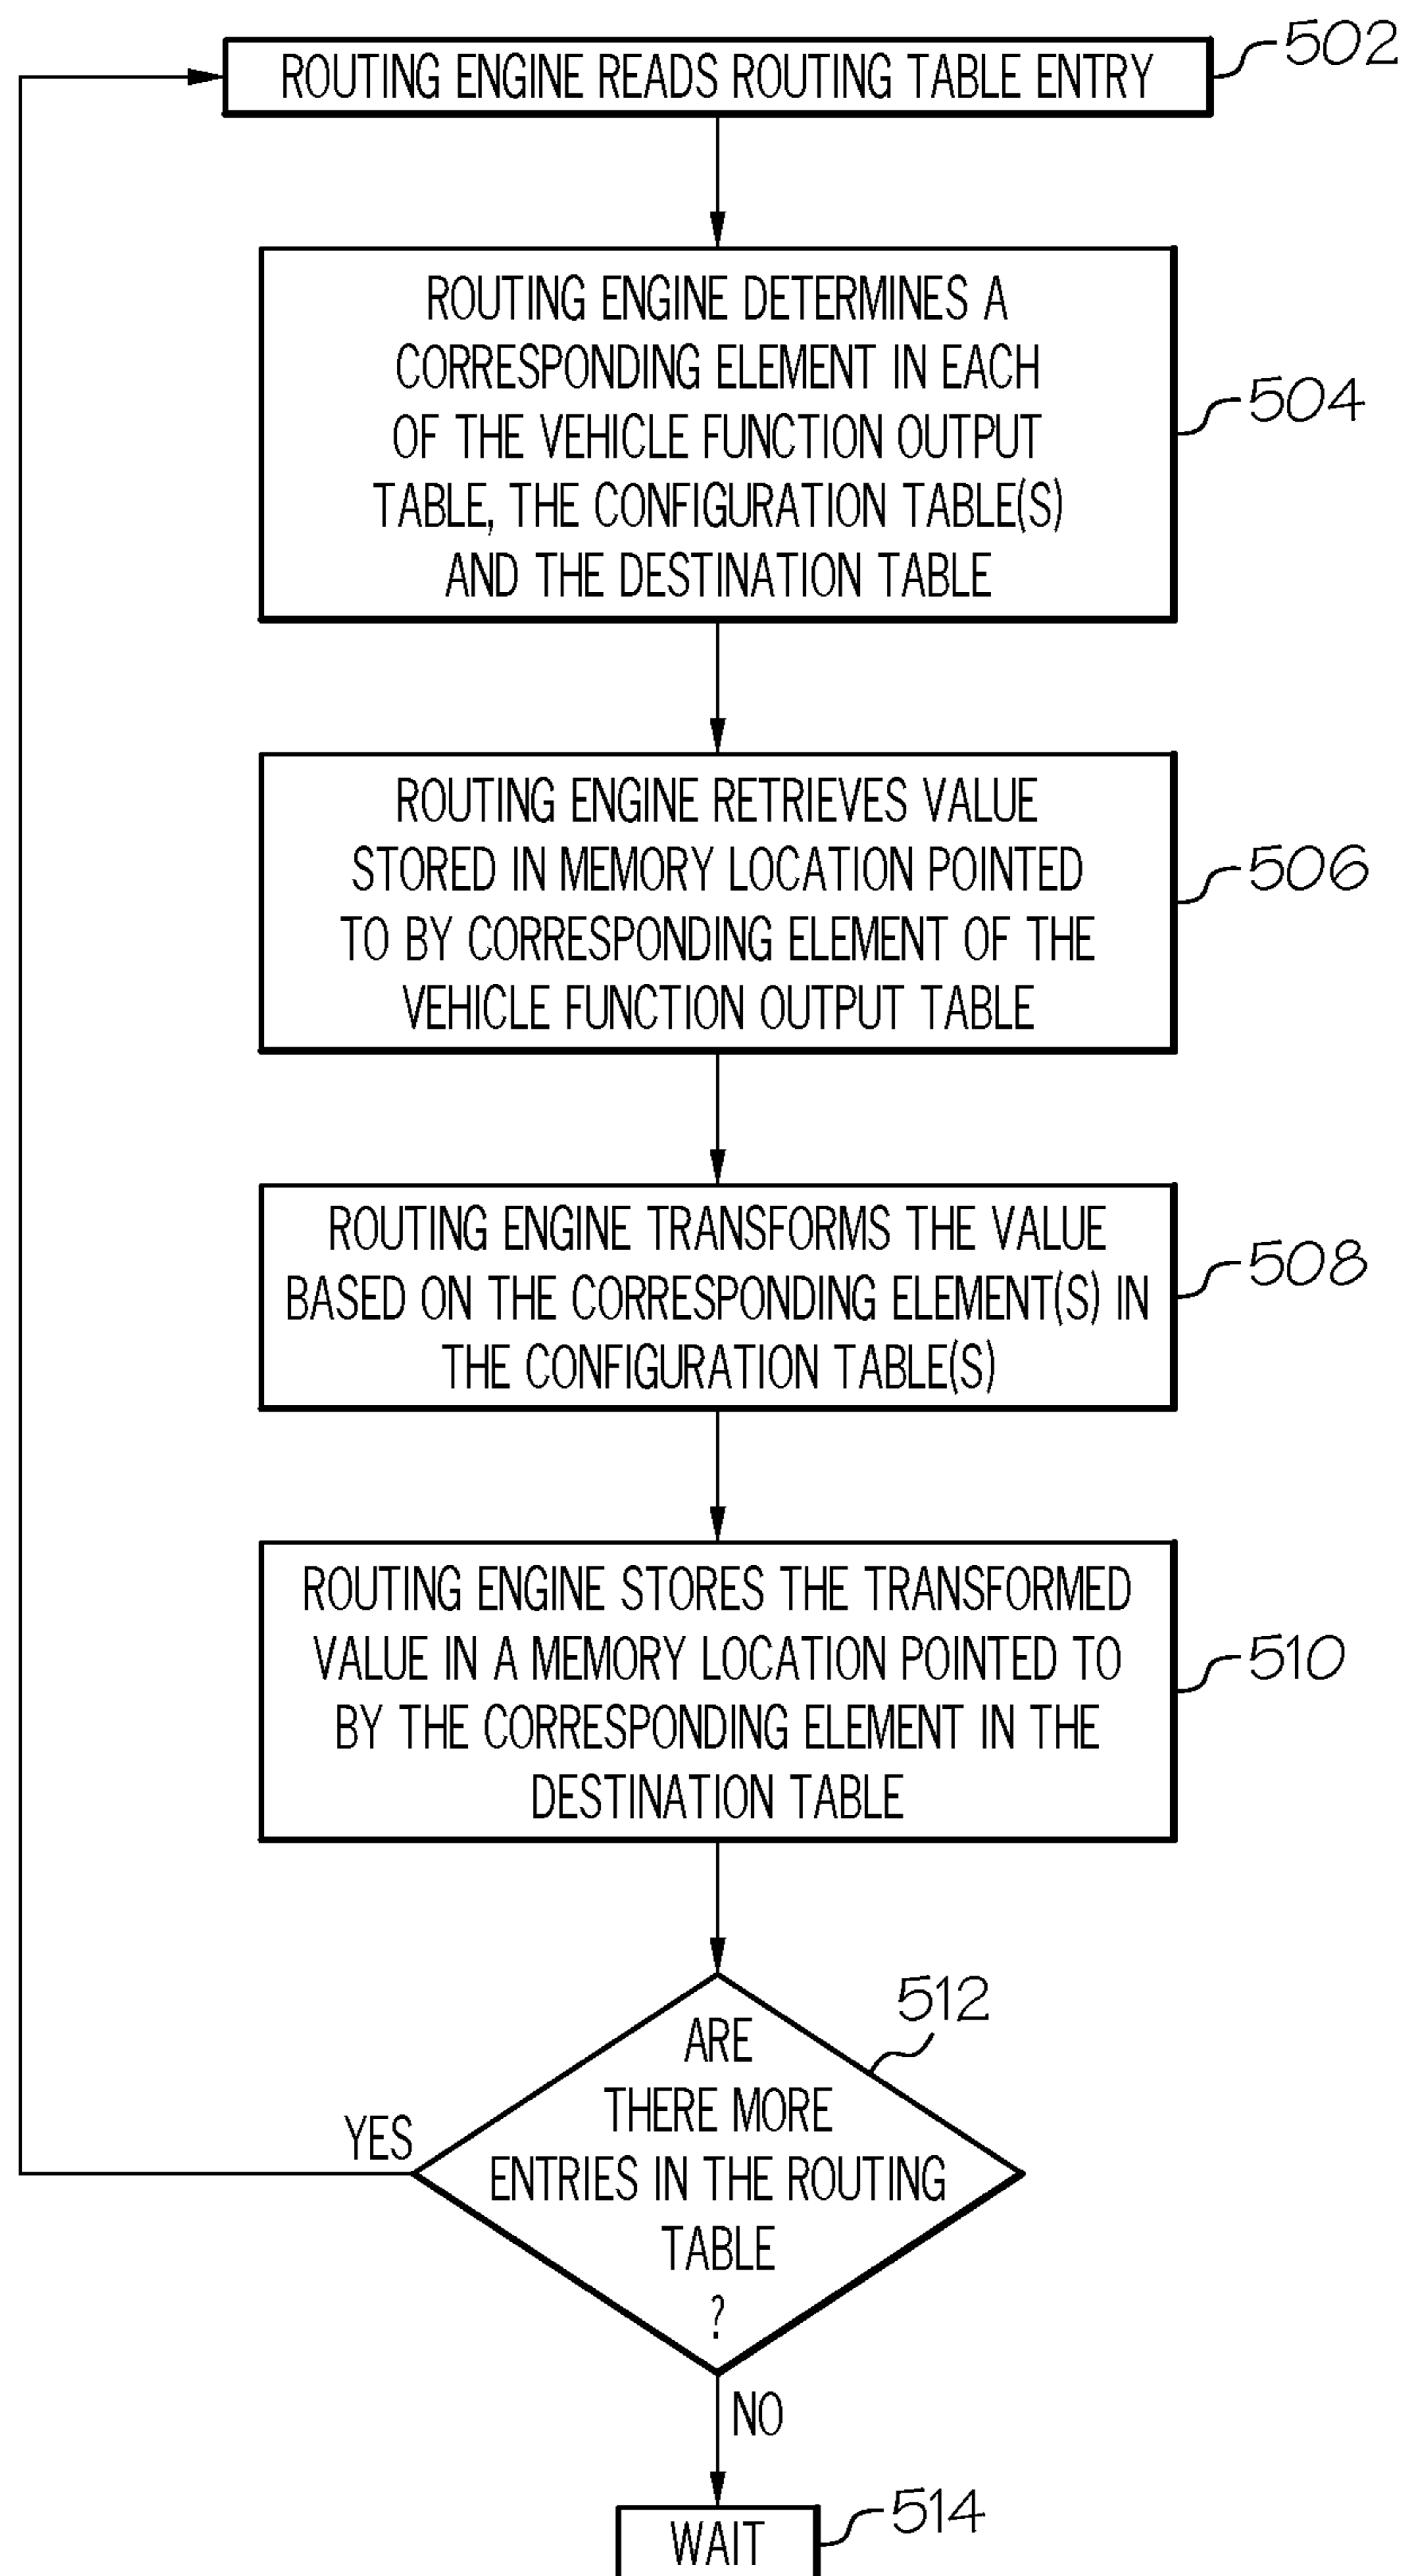 ROUTING ENGINE READS ROUTING TABLE ENTRY
502
ROUTING ENGINE DETERMINES A
CORRESPONDING ELEMENT IN EACH
OF THE VEHICLE FUNCTION OUTPUT
TABLE, THE CONFIGURATION TABLE(S)
AND THE DESTINATION TABLE
504
ROUTING ENGINE RETRIEVES VALUE
STORED IN MEMORY LOCATION POINTED
TO BY CORRESPONDING ELEMENT OF THE
VEHICLE FUNCTION OUTPUT TABLE
506
ROUTING ENGINE TRANSFORMS THE VALUE
BASED ON THE CORRESPONDING ELEMENT(S) IN
THE CONFIGURATION TABLE(S)
508
ROUTING ENGINE STORES THE TRANSFORMED
VALUE IN A MEMORY LOCATION POINTED TO
BY THE CORRESPONDING ELEMENT IN THE
DESTINATION TABLE
510
512
ARE
THERE MORE
ENTRIES IN THE ROUTING
TABLE
?
YES
NO
WAIT
514